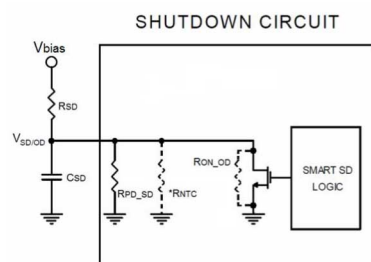 SHUTDOWN CIRCUIT
Vbias
RSD
VSD/OD
CSD
RPD_SD
*RNTC
RON_OD
SMART SD
LOGIC